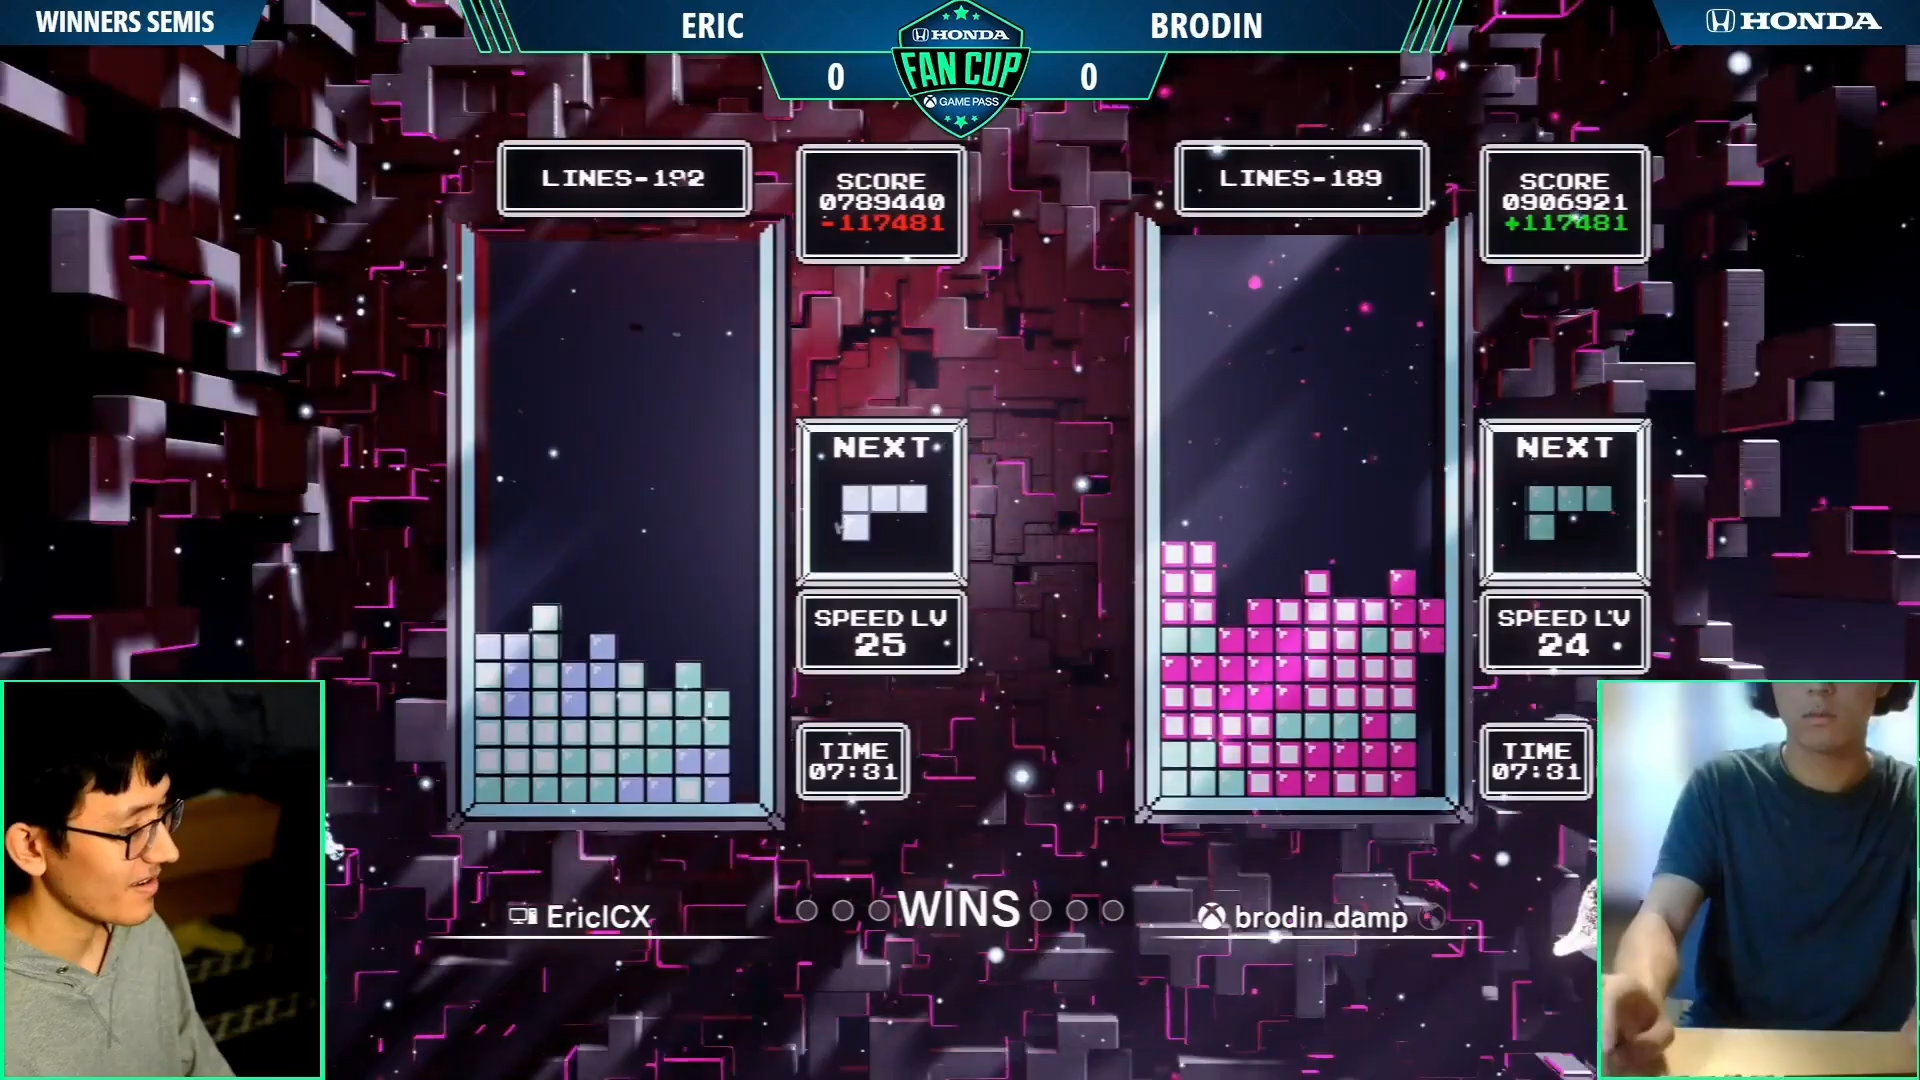 WINNERS SEMIS
ERIC
BRODIN
HONDA
HONDA
FAN CUP
GAME PASS
0
0
LINES-192
SCORE
0789440
-117481
LINES-189
SCORE
0906921
+117481
NEXT
NEXT
SPEED LV
25
SPEED LV
24
TIME
07:31
TIME
07:31
EricICX
WINS
brodin damp